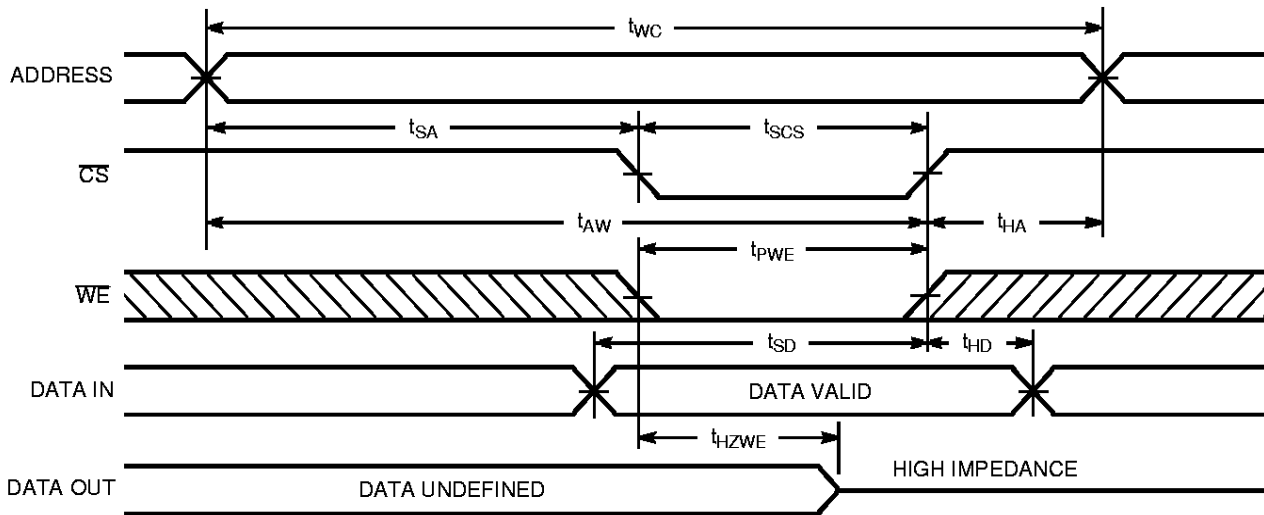 tWC
ADDRESS
tSA
tSCS
CS
tAW
tHA
tPWE
WE
tSD
tHD
DATA IN
DATA VALID
tHZWE
HIGH IMPEDANCE
DATA OUT
DATA UNDEFINED